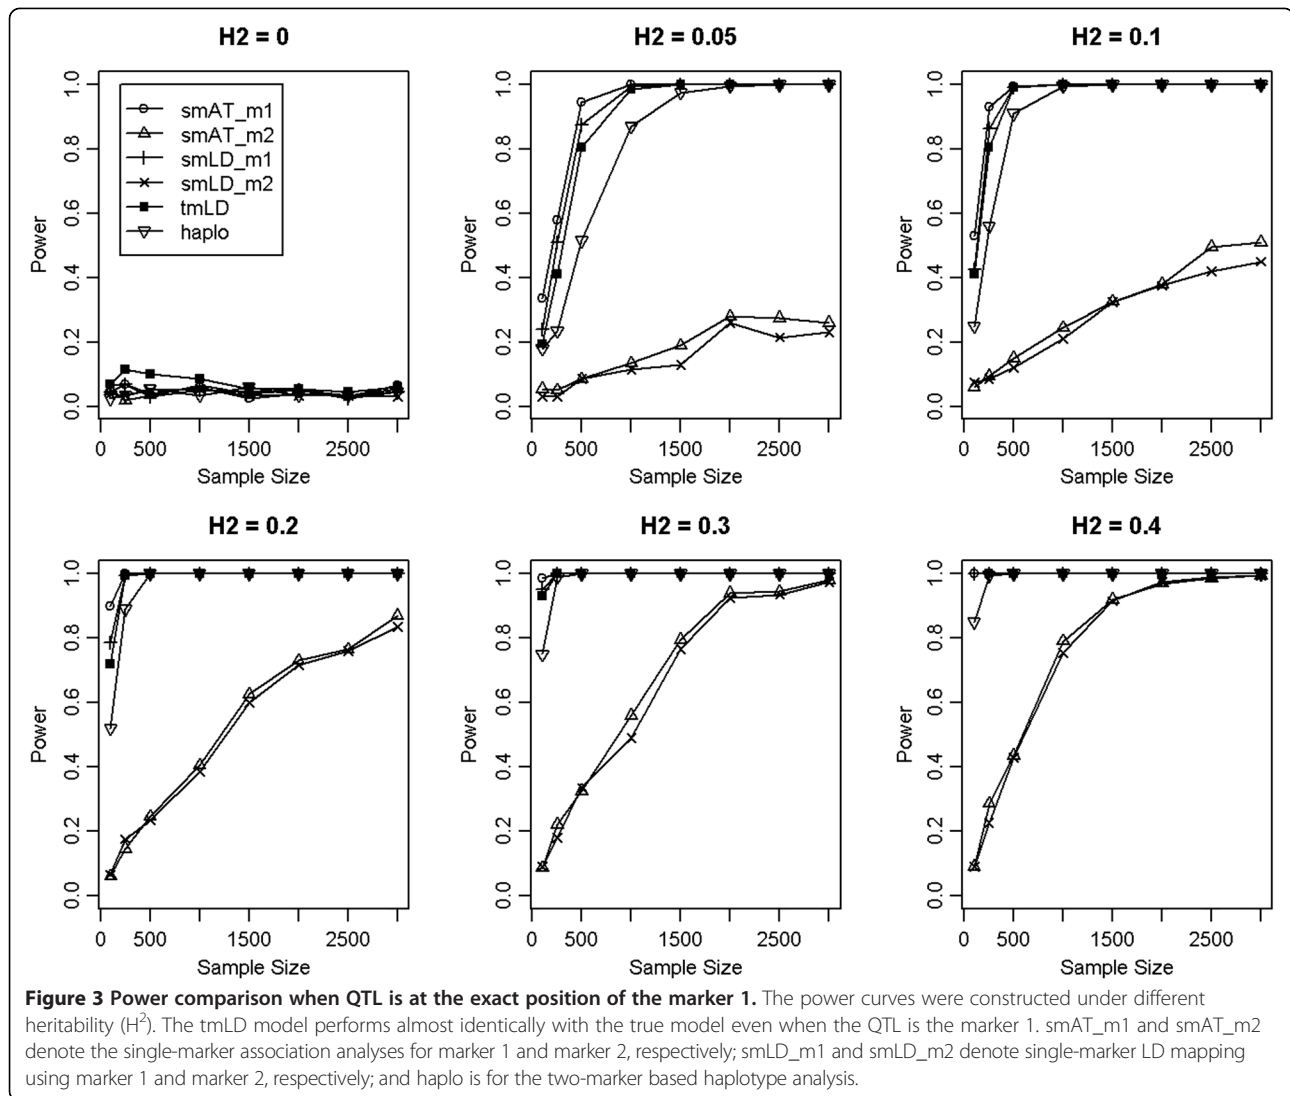 H2 = 0
H2 = 0.05
H2 = 0.1
Power
0.0 0.2 0.4 0.6 0.8 1.0
smAT_m1
smAT_m2
smLD_m1
smLD_m2
tmLD
haplo
0 500 1500 2500
Sample Size
Power
0.0 0.2 0.4 0.6 0.8 1.0
0 500 1500 2500
Sample Size
Power
0.0 0.2 0.4 0.6 0.8 1.0
0 500 1500 2500
Sample Size
H2 = 0.2
H2 = 0.3
H2 = 0.4
Power
0.0 0.2 0.4 0.6 0.8 1.0
0 500 1500 2500
Sample Size
Power
0.0 0.2 0.4 0.6 0.8 1.0
0 500 1500 2500
Sample Size
Power
0.0 0.2 0.4 0.6 0.8 1.0
0 500 1500 2500
Sample Size
Figure 3 Power comparison when QTL is at the exact position of the marker 1. The power curves were constructed under different
heritability (H²). The tmLD model performs almost identically with the true model even when the QTL is the marker 1. smAT_m1 and smAT_m2
denote the single-marker association analyses for marker 1 and marker 2, respectively; smLD_m1 and smLD_m2 denote single-marker LD mapping
using marker 1 and marker 2, respectively; and haplo is for the two-marker based haplotype analysis.